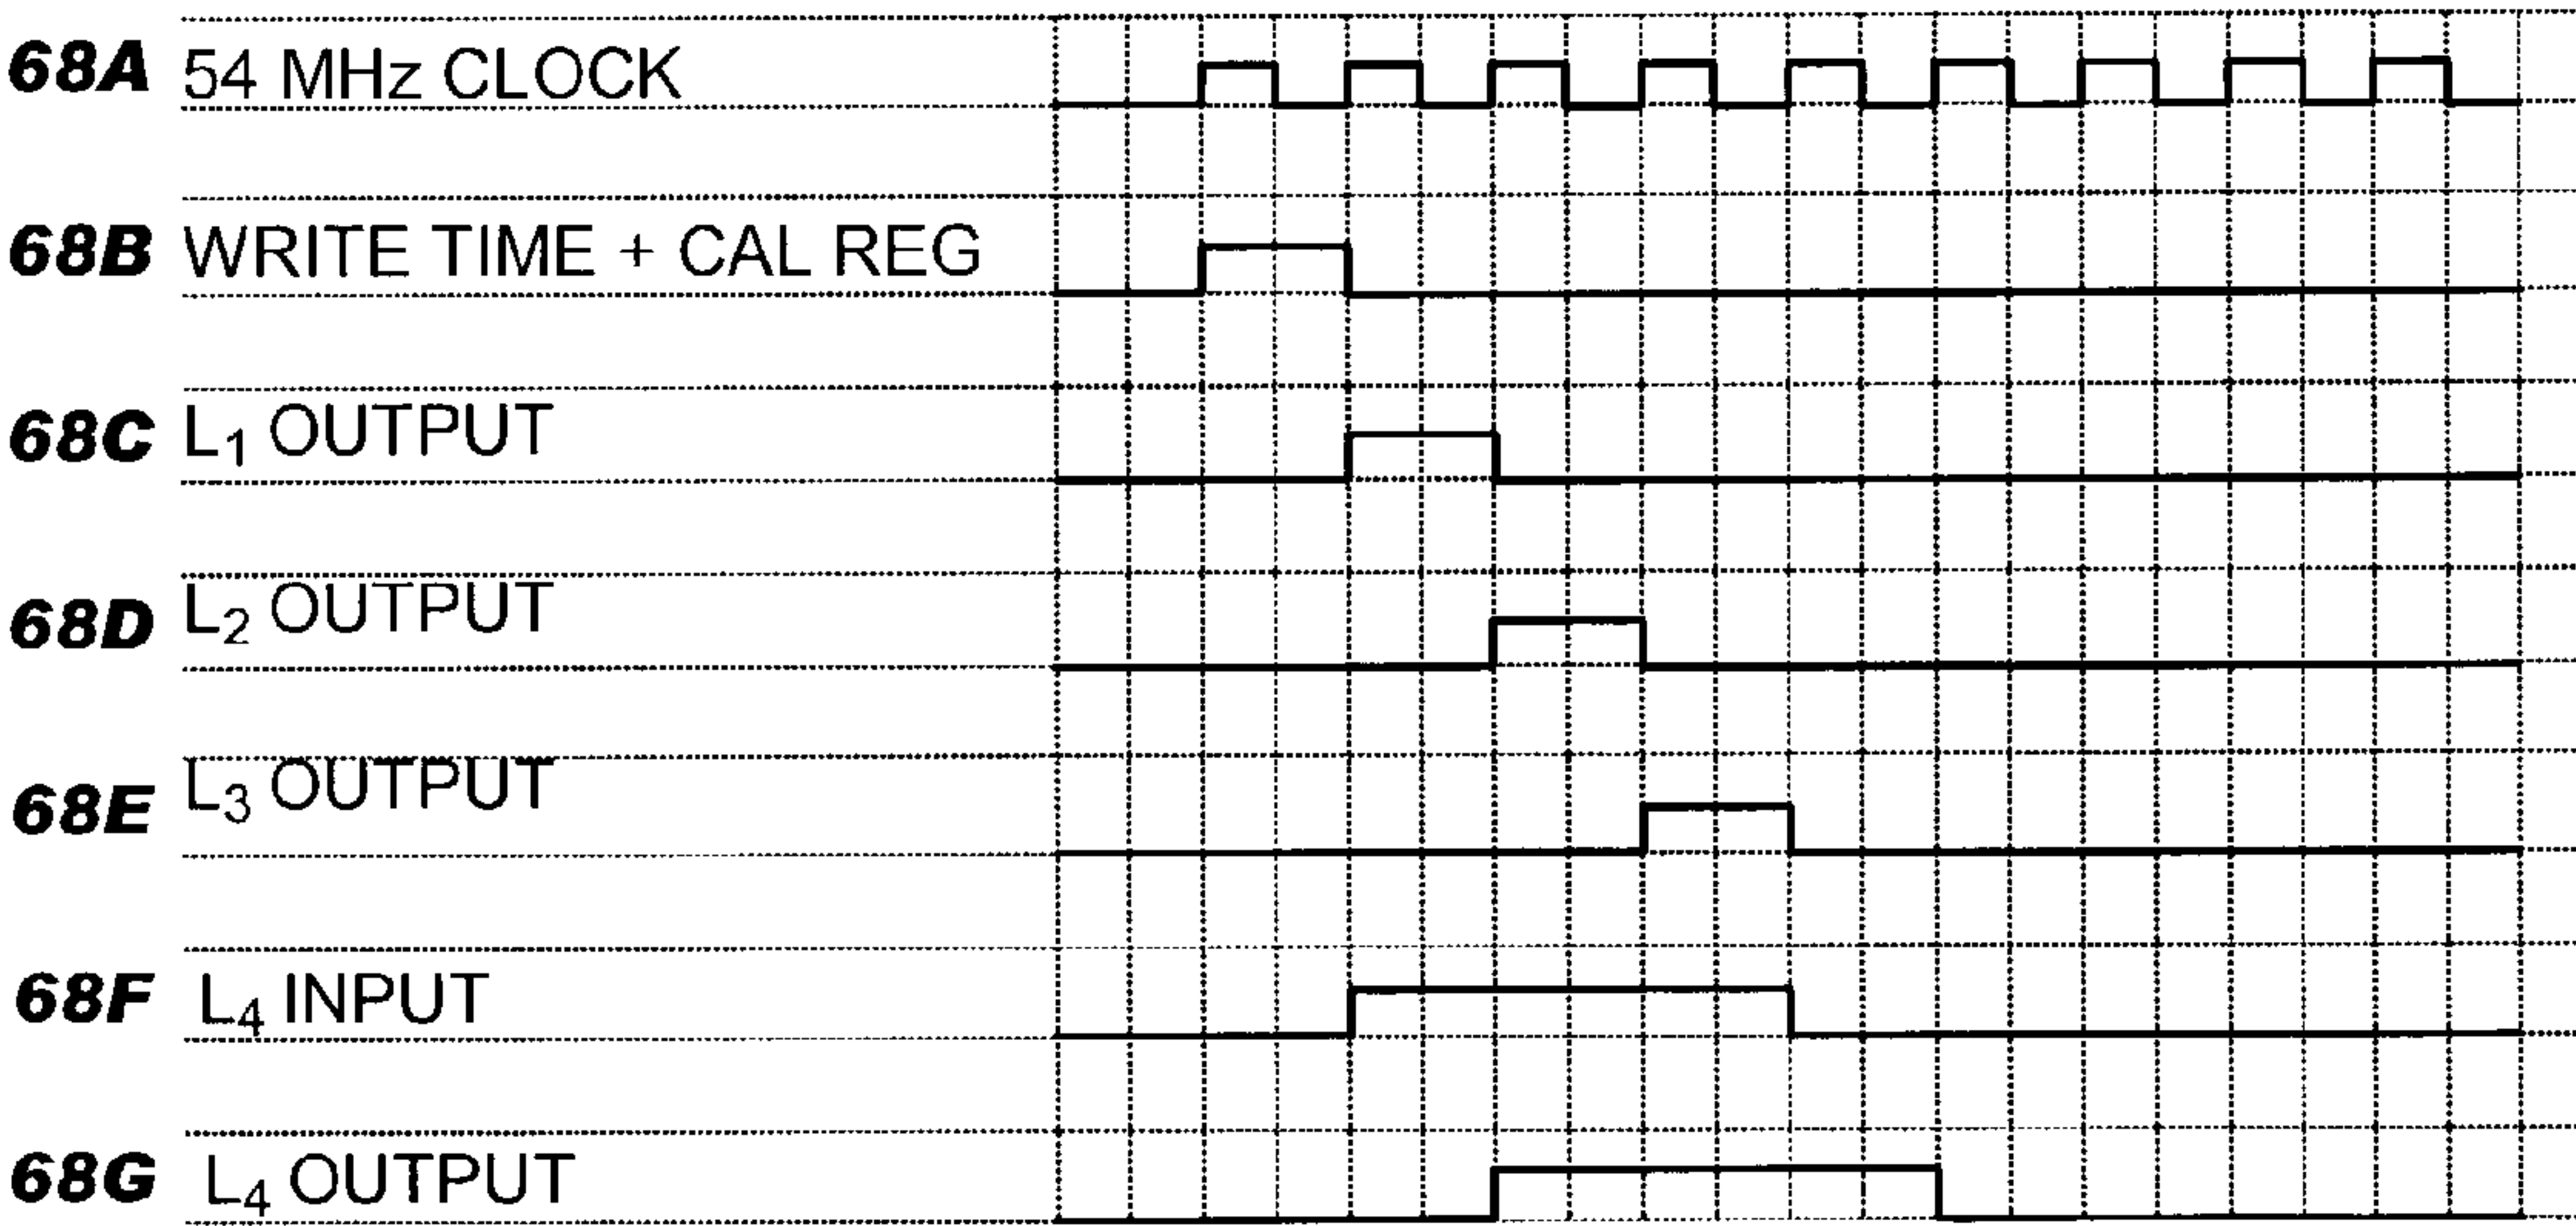 68A 54 MHz CLOCK
68B WRITE TIME + CAL REG
68C L₁ OUTPUT
68D L₂ OUTPUT
68E L₃ OUTPUT
68F L₄ INPUT
68G L₄ OUTPUT